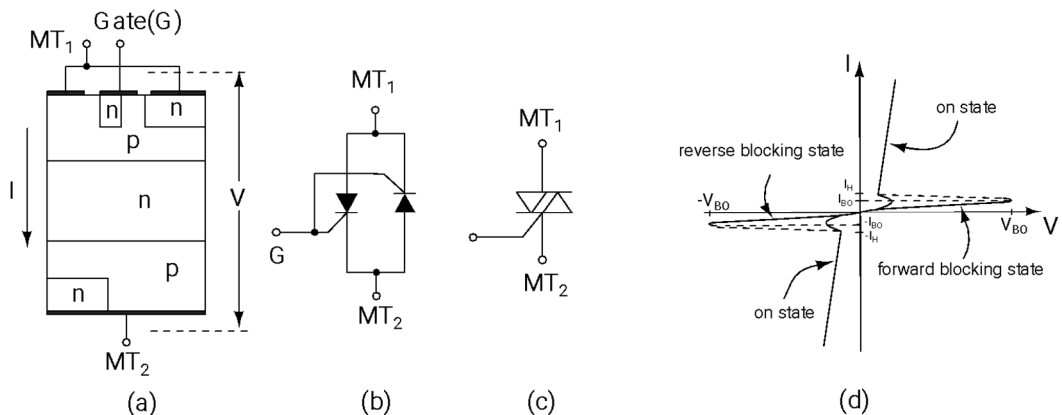 Gate(G)
MT1
n
n
p
I
n
V
p
n
MT2
(a)
MT1
G
MT2
(b)
MT1
MT2
(c)
I
on state
reverse blocking state
-VBO
IH
IBO
-IBO
-IH
VBO
V
forward blocking state
on state
(d)